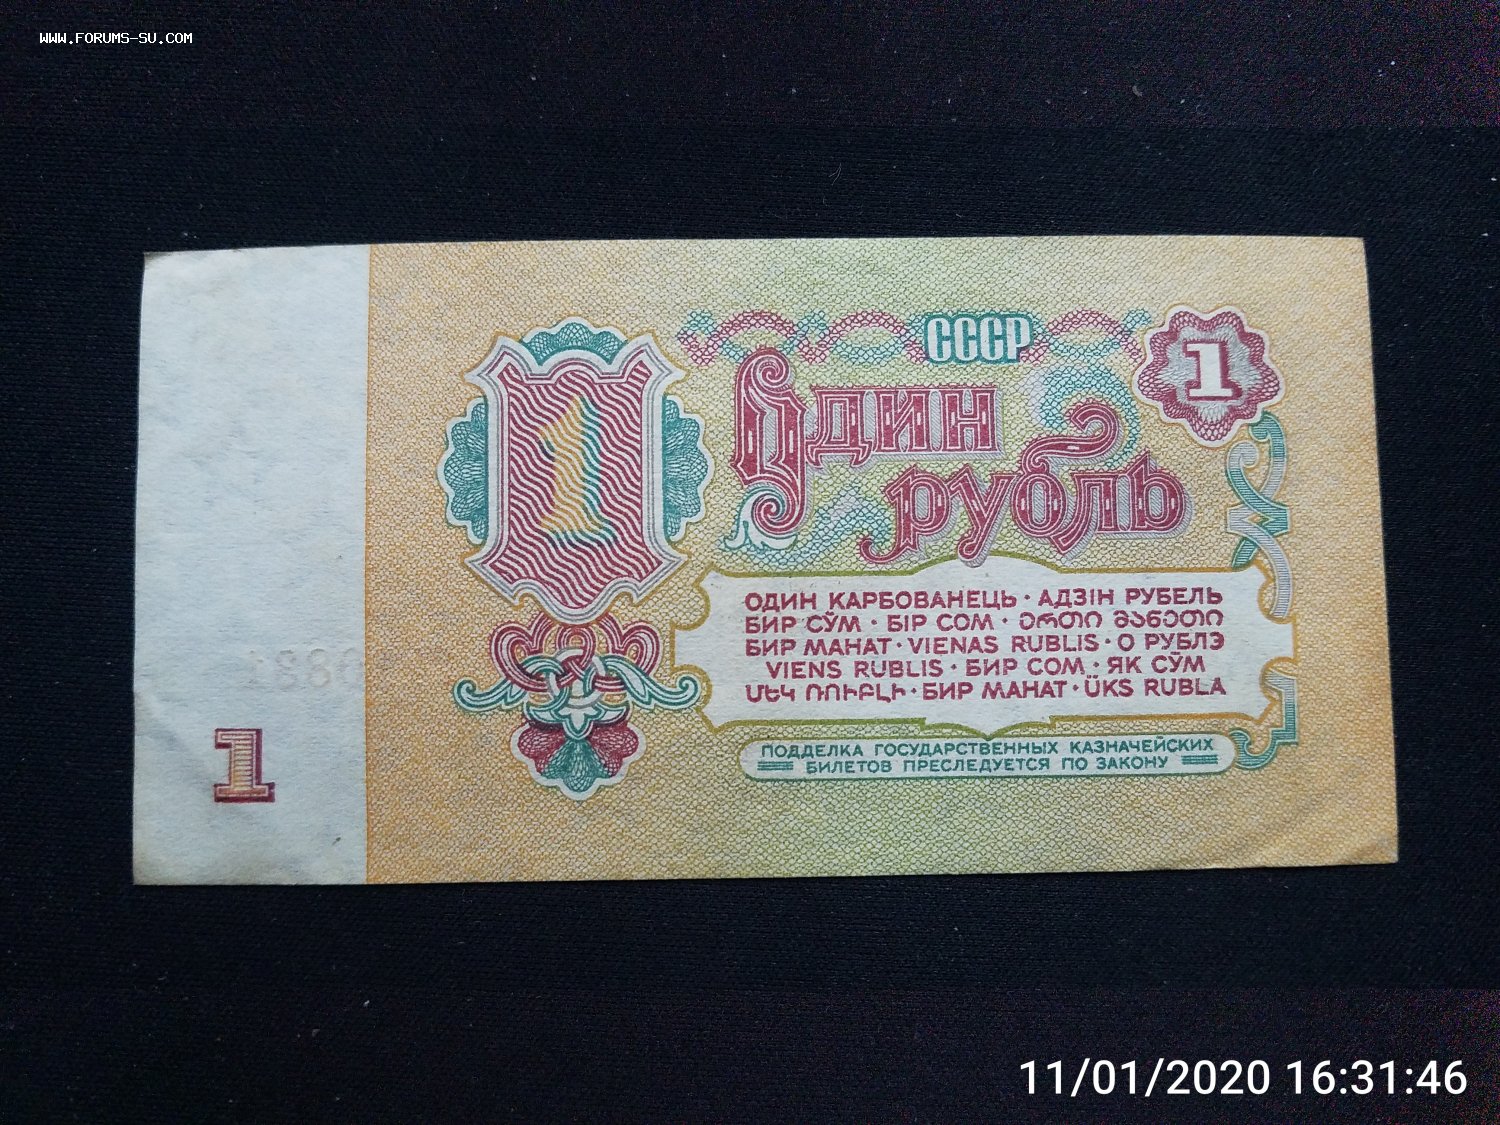 WWW.FORUMS-SU.COM
СССР
1
1
Один
рубль
ОДИН КАРБОВАНЕЦЬ · АДЗІН РУБЕЛЬ
БИР СЎМ · БІР СОМ · ᲔᲠᲗᲘ ᲛᲐᲜᲔᲗᲘ
БИР МАНАТ · VIENAS RUBLIS · О РУБЛЭ
VIENS RUBLIS · БИР СОМ · ЯК СӮМ
ՄԵԿ ՌՈՒԲԼԻ · БИР МАНАТ · ÜKS RUBLA
ПОДДЕЛКА ГОСУДАРСТВЕННЫХ КАЗНАЧЕЙСКИХ
БИЛЕТОВ ПРЕСЛЕДУЕТСЯ ПО ЗАКОНУ
1
11/01/2020 16:31:46